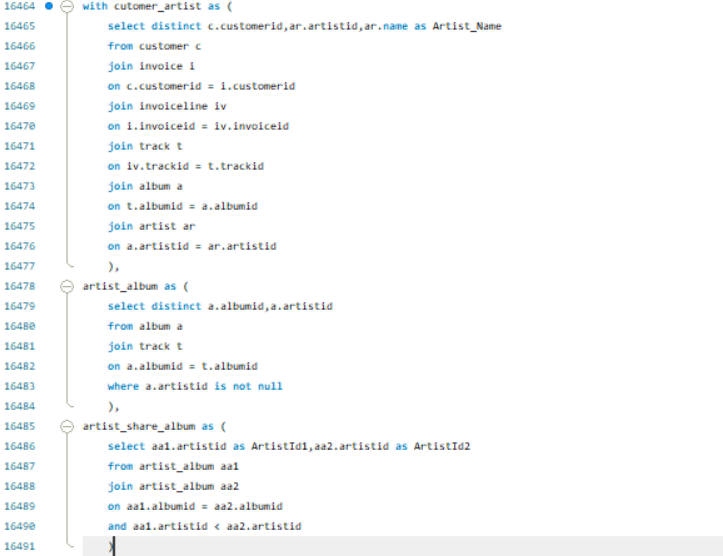 16464 with cutomer_artist as (
16465 select distinct c.customerid,ar.artistid,ar.name as Artist_Name
16466 from customer c
16467 join invoice i
16468 on c.customerid = i.customerid
16469 join invoiceline iv
16470 on i.invoiceid = iv.invoiceid
16471 join track t
16472 on iv.trackid = t.trackid
16473 join album a
16474 on t.albumid = a.albumid
16475 join artist ar
16476 on a.artistid = ar.artistid
16477 ),
16478 artist_album as (
16479 select distinct a.albumid,a.artistid
16480 from album a
16481 join track t
16482 on a.albumid = t.albumid
16483 where a.artistid is not null
16484 ),
16485 artist_share_album as (
16486 select aa1.artistid as ArtistId1,aa2.artistid as ArtistId2
16487 from artist_album aa1
16488 join artist_album aa2
16489 on aa1.albumid = aa2.albumid
16490 and aa1.artistid < aa2.artistid
16491 )